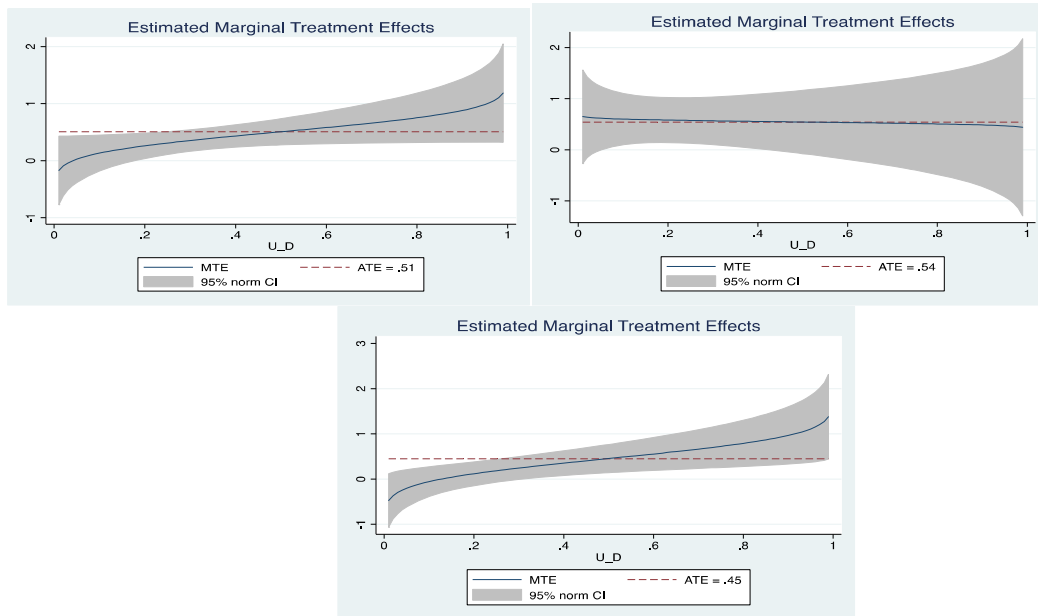 Estimated Marginal Treatment Effects
2
1
0
-1
0 .2 .4 .6 .8 1
U_D
MTE ATE = .51
95% norm CI
Estimated Marginal Treatment Effects
2
1
0
-1
0 .2 .4 .6 .8 1
U_D
MTE ATE = .54
95% norm CI
Estimated Marginal Treatment Effects
3
2
1
0
-1
0 .2 .4 .6 .8 1
U_D
MTE ATE = .45
95% norm CI